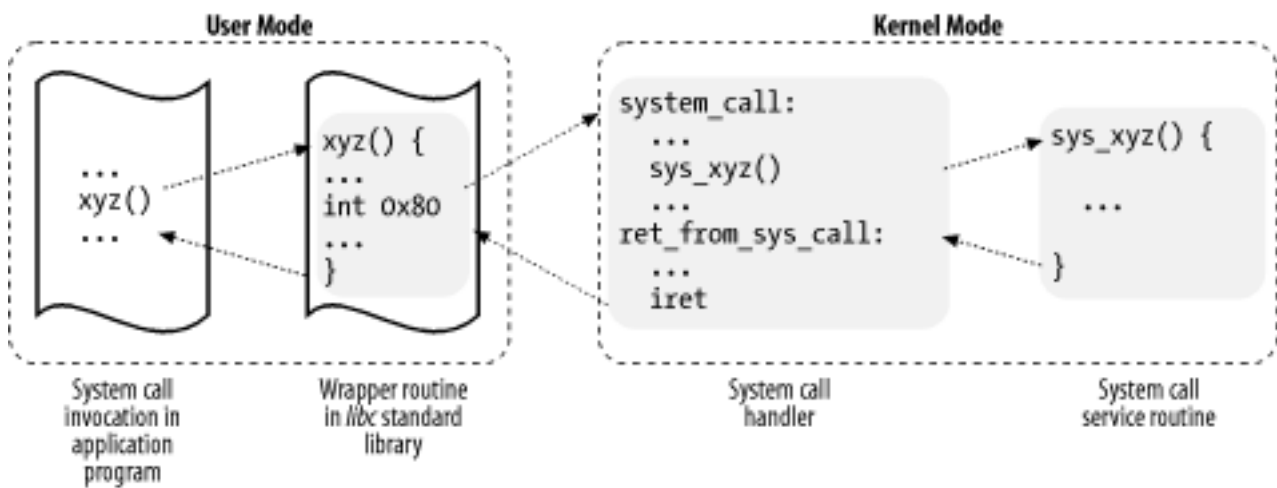 User Mode
Kernel Mode
...
xyz()
...
xyz() {
...
int 0x80
...
}
system_call:
...
sys_xyz()
...
ret_from_sys_call:
...
iret
sys_xyz() {
...
}
System call
invocation in
application
program
Wrapper routine
in libc standard
library
System call
handler
System call
service routine